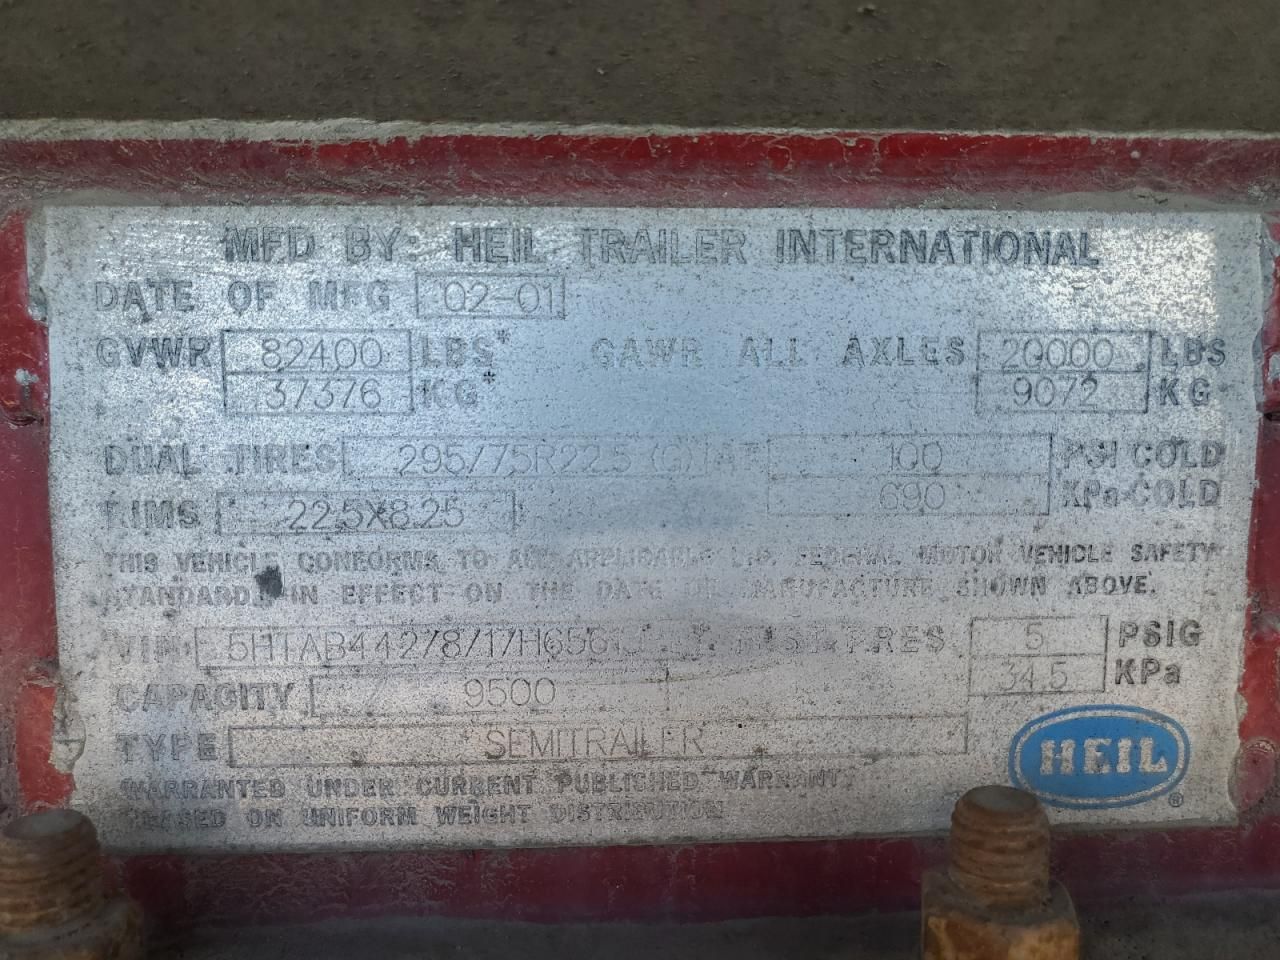 MFD BY: HEIL TRAILER INTERNATIONAL
DATE OF MFG 02-01
GVWR 82400 LBS* GAWR ALL AXLES 20000 LBS
37376 KG* 9072 KG
DUAL TIRES 295/75R22.5 (G) AT 100 PSI COLD
690 KPa COLD
RIMS 22.5X8.25
THIS VEHICLE CONFORMS TO ALL APPLICABLE FEDERAL MOTOR VEHICLE SAFETY
STANDARDS IN EFFECT ON THE DATE OF MANUFACTURE SHOWN ABOVE.
VIN PRES 5 PSIG
34.5 KPa
CAPACITY 9500
TYPE SEMITRAILER
WARRANTED UNDER CURRENT PUBLISHED WARRANTY
*BASED ON UNIFORM WEIGHT DISTRIBUTION
HEIL ®